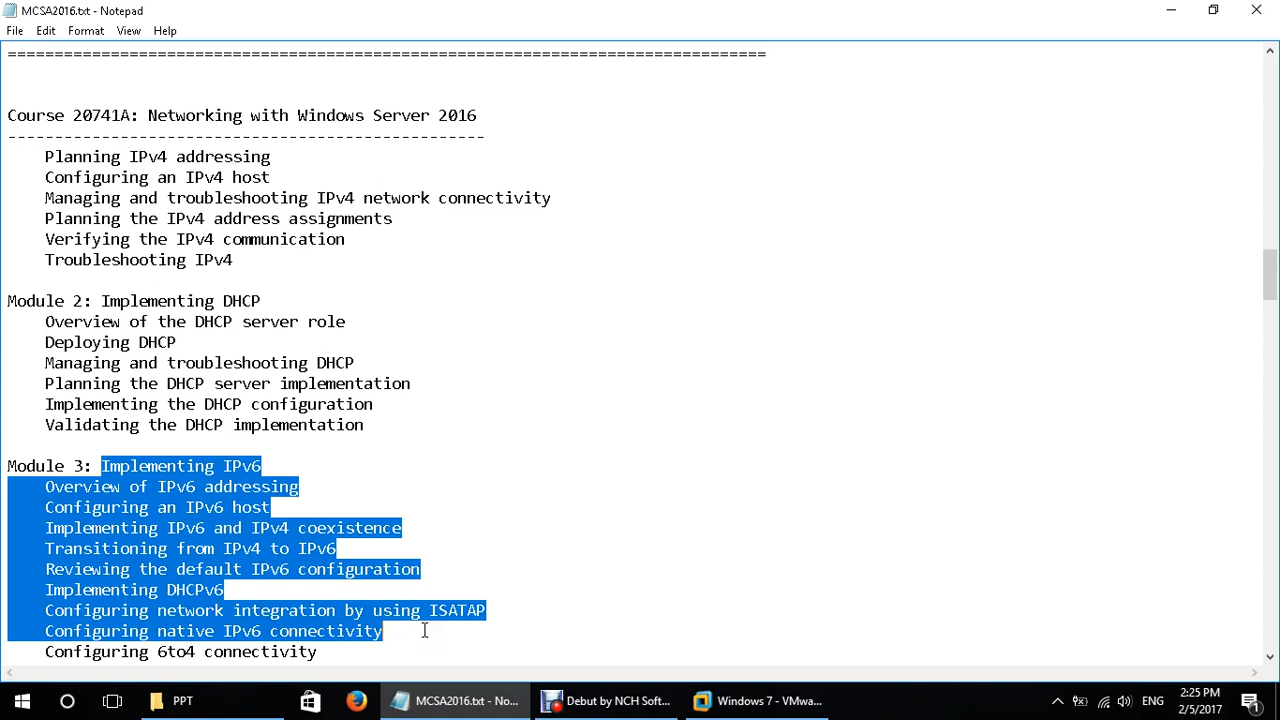 MCSA2016.txt - Notepad
File Edit Format View Help
==================================================================================
Course 20741A: Networking with Windows Server 2016
---------------------------------------------------
Planning IPv4 addressing
Configuring an IPv4 host
Managing and troubleshooting IPv4 network connectivity
Planning the IPv4 address assignments
Verifying the IPv4 communication
Troubleshooting IPv4
Module 2: Implementing DHCP
Overview of the DHCP server role
Deploying DHCP
Managing and troubleshooting DHCP
Planning the DHCP server implementation
Implementing the DHCP configuration
Validating the DHCP implementation
Module 3: Implementing IPv6
Overview of IPv6 addressing
Configuring an IPv6 host
Implementing IPv6 and IPv4 coexistence
Transitioning from IPv4 to IPv6
Reviewing the default IPv6 configuration
Implementing DHCPv6
Configuring network integration by using ISATAP
Configuring native IPv6 connectivity
Configuring 6to4 connectivity
PPT MCSA2016.txt - No... Debut by NCH Soft... Windows 7 - VMwa... ENG 2:25 PM
2/5/2017 1